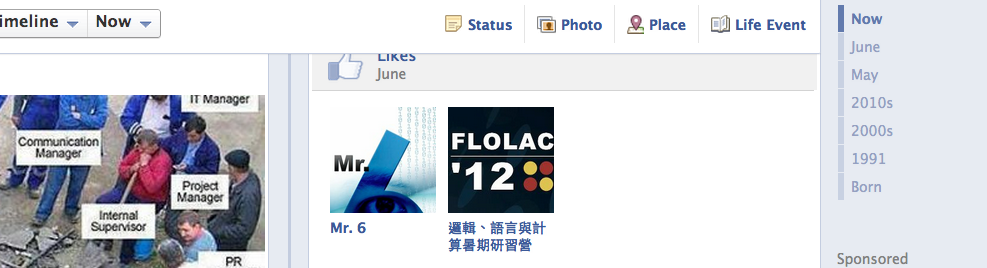 imeline
Now
Status
Photo
Place
Life Event
Likes
June
IT Manager
Communication
Manager
Project
Manager
Internal
Supervisor
PR
Mr.
6
FLOLAC
'12
Mr. 6
邏輯、語言與計
算暑期研習營
Now
June
May
2010s
2000s
1991
Born
Sponsored